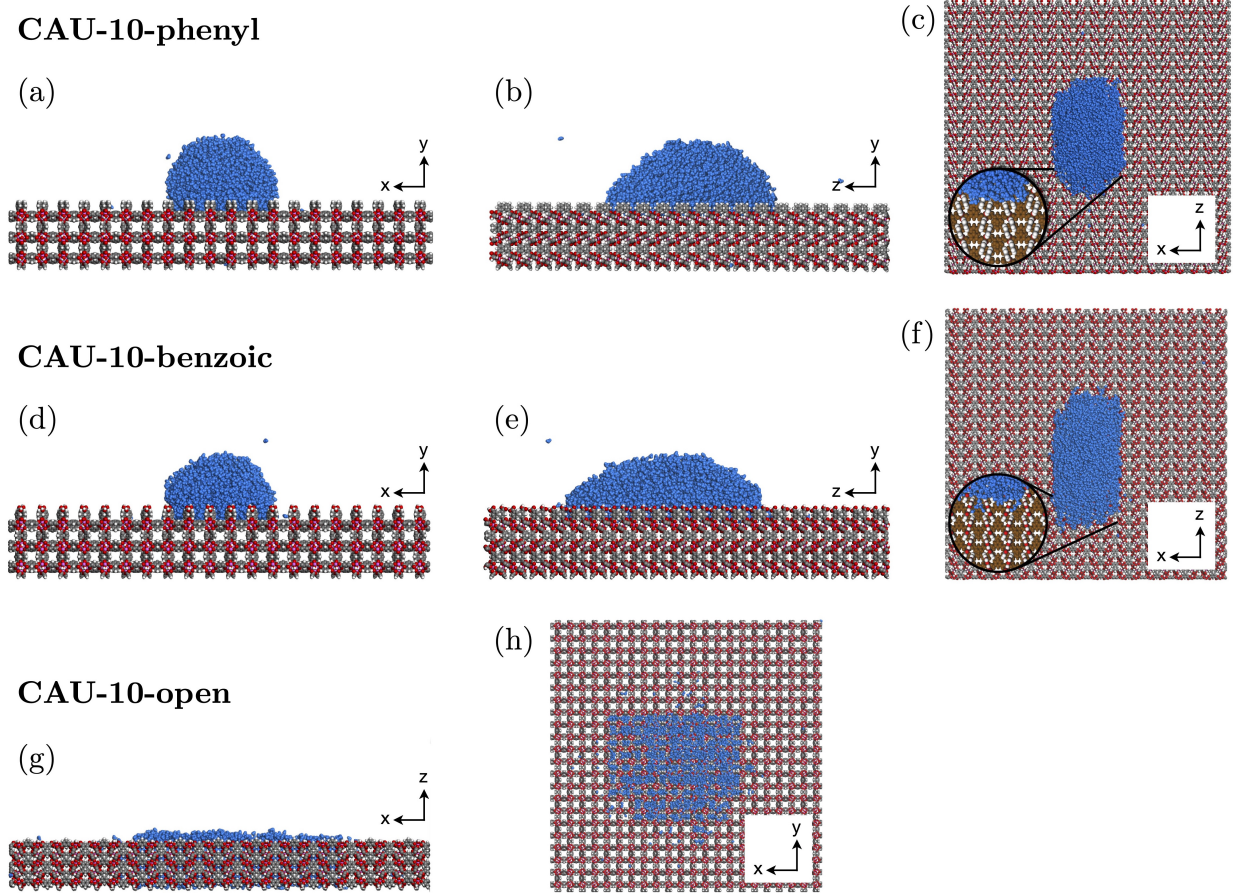 CAU-10-phenyl
(a)
y
x
(b)
y
z
(c)
z
x
CAU-10-benzoic
(d)
y
x
(e)
y
z
(f)
z
x
CAU-10-open
(g)
z
x
(h)
y
x